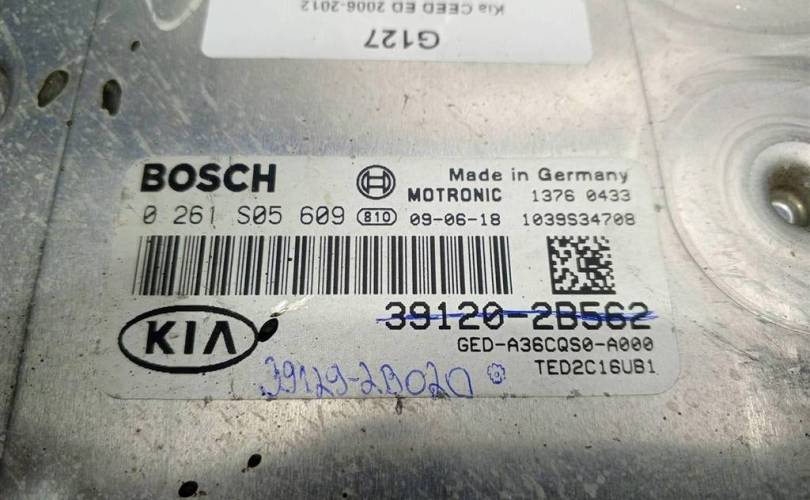 Kia CEED ED 2006-2012
G127
BOSCH
Made in Germany
MOTRONIC 1376 0433
0 261 S05 609 810 09-06-18 1039S34708
39120-2B562
KIA
GED-A36CQS0-A000
TED2C16UB1
39129-2B020